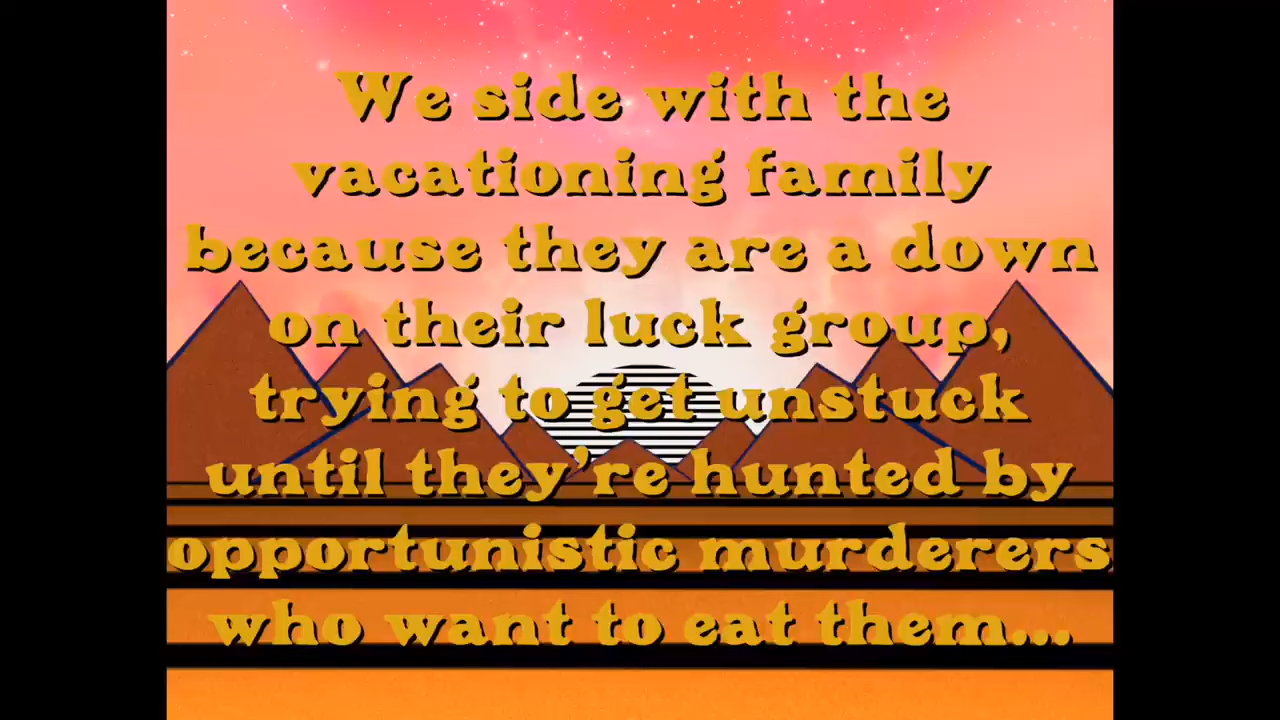 We side with the
vacationing family
because they are a down
on their luck group,
trying to get unstuck
until they're hunted by
opportunistic murderers
who want to eat them...